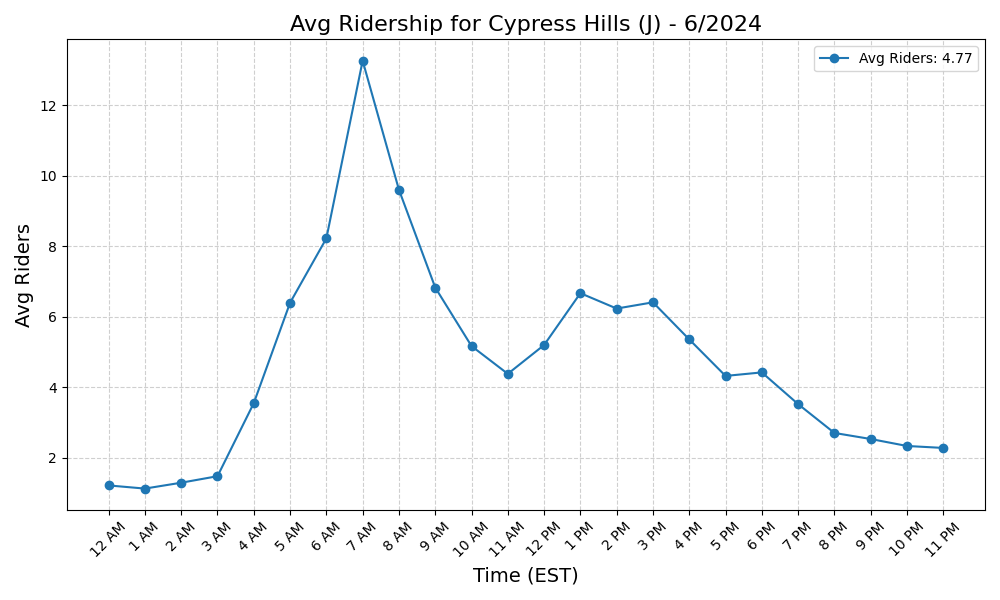 Avg Ridership for Cypress Hills (J) - 6/2024
Avg Riders: 4.77
Avg Riders
12
10
8
6
4
2
12 AM
1 AM
2 AM
3 AM
4 AM
5 AM
6 AM
7 AM
8 AM
9 AM
10 AM
11 AM
12 PM
1 PM
2 PM
3 PM
4 PM
5 PM
6 PM
7 PM
8 PM
9 PM
10 PM
11 PM
Time (EST)